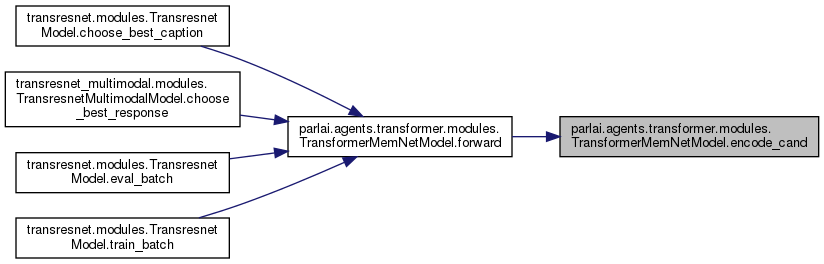 transresnet.modules.Transresnet
Model.choose_best_caption
transresnet_multimodal.modules.
TransresnetMultimodalModel.choose
_best_response
transresnet.modules.Transresnet
Model.eval_batch
transresnet.modules.Transresnet
Model.train_batch
parlai.agents.transformer.modules.
TransformerMemNetModel.forward
parlai.agents.transformer.modules.
TransformerMemNetModel.encode_cand